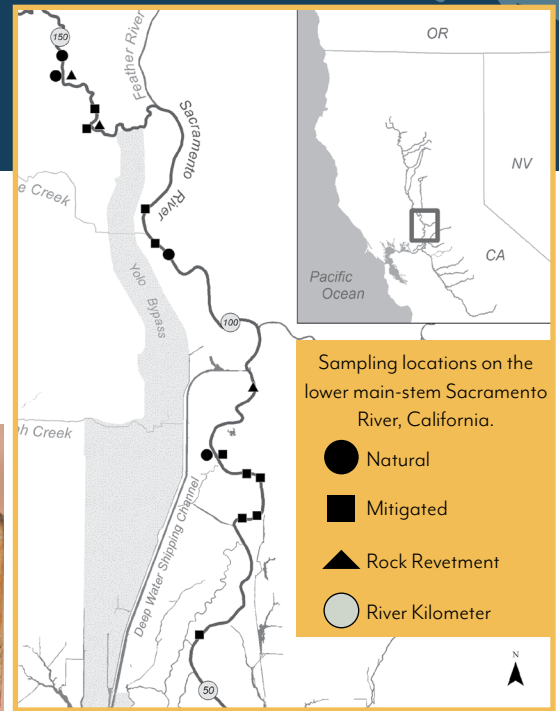 150
Feather River
OR
Sacramento
River
NV
e Creek
CA
Yolo
Bypass
Pacific
Ocean
100
Sampling locations on the
lower main-stem Sacramento
River, California.
h Creek
Natural
Mitigated
Deep Water Shipping Channel
Rock Revetment
River Kilometer
N
50